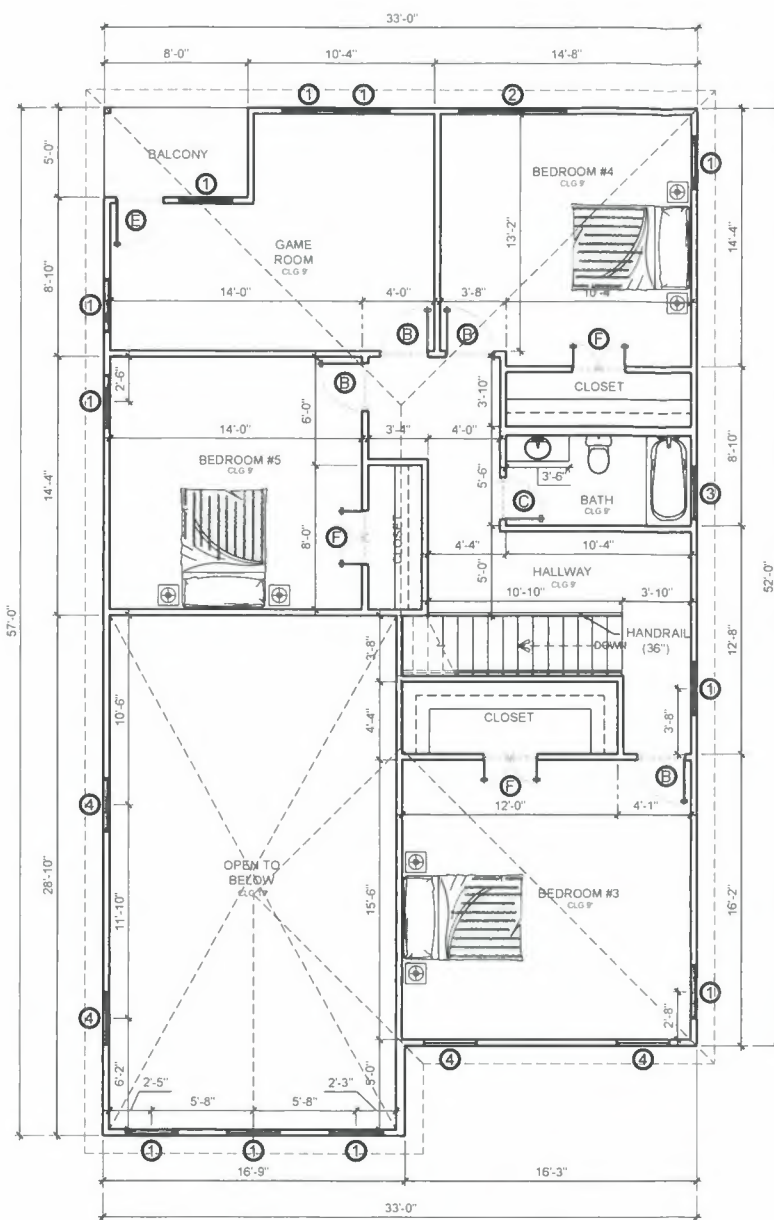 33'-0"
8'-0" 10'-4" 14'-8"
1 1 2
BALCONY
5'-0"
1
BEDROOM #4
CLG 9'
1
E
13'-2"
14'-4"
GAME
ROOM
CLG 9'
8'-10"
1
14'-0" 4'-0" 3'-8" 10'-4"
B B
F
2'-6"
B
CLOSET
1
6'-0"
3'-10"
14'-0" 3'-4" 4'-0"
8'-10"
BEDROOM #5
CLG 9'
14'-4"
5'-6"
3'-6"
BATH
CLG 9'
3
C
F
8'-0"
CLOSET
4'-4" 10'-4"
5'-0"
HALLWAY
CLG 9'
57'-0"
52'-0"
10'-10" 3'-10"
HANDRAIL
(36")
DOWN
3'-8"
12'-8"
10'-6"
4'-4"
CLOSET
3'-8"
1
F
B
4
12'-0" 4'-1"
28'-10"
OPEN TO
BELOW
11'-10"
15'-6"
BEDROOM #3
CLG 9'
16'-2"
4
1
2'-8"
4 4
6'-2"
5'-0"
2'-5" 2'-3"
5'-8" 5'-8"
1 1 1
16'-9" 16'-3"
33'-0"